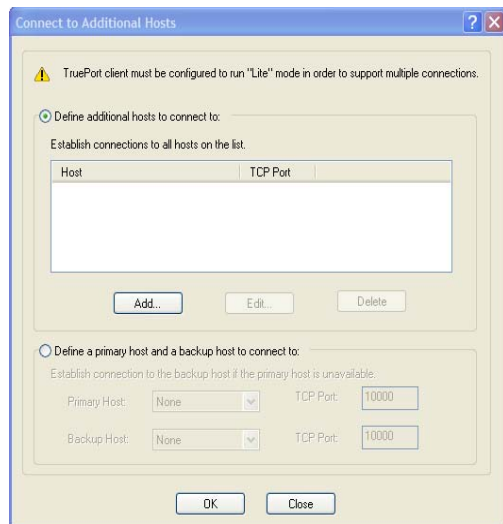 Connect to Additional Hosts
TruePort client must be configured to run "Lite" mode in order to support multiple connections.
Define additional hosts to connect to:
Establish connections to all hosts on the list.
Host TCP Port
Add... Edit... Delete
Define a primary host and a backup host to connect to:
Establish connection to the backup host if the primary host is unavailable.
Primary Host: None TCP Port: 10000
Backup Host: None TCP Port: 10000
OK Close